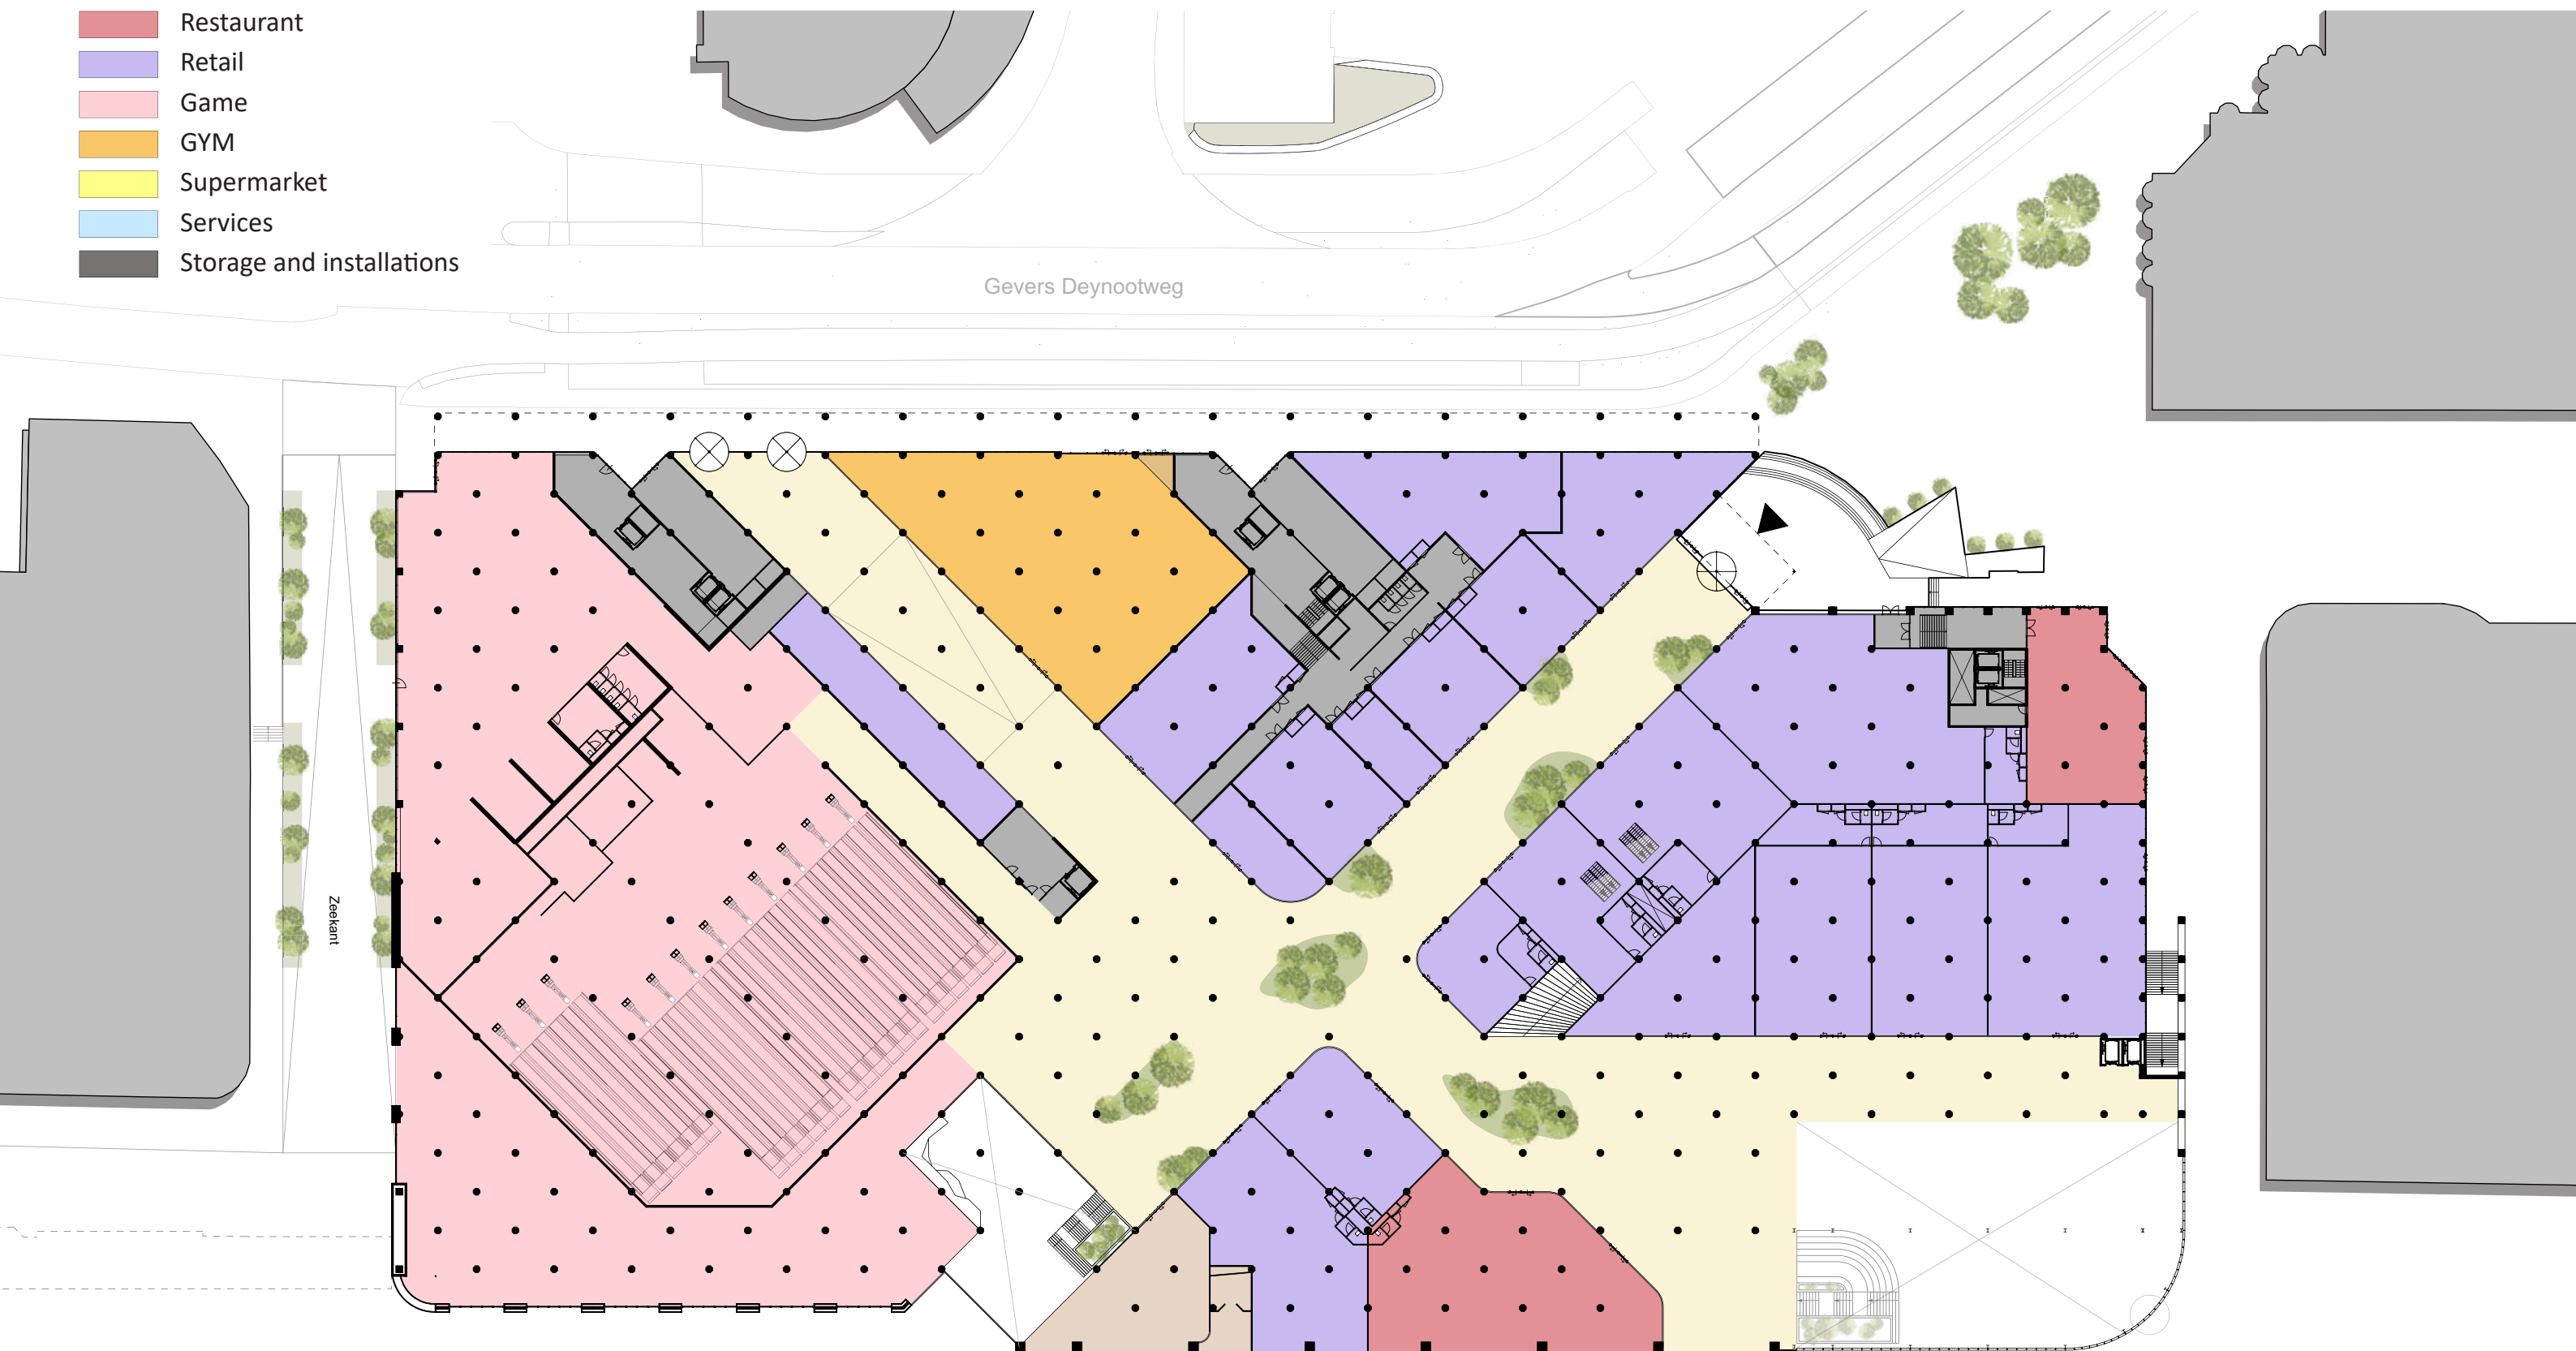 Restaurant
Retail
Game
GYM
Supermarket
Services
Storage and installations
Gevers Deynootweg
Zeekant